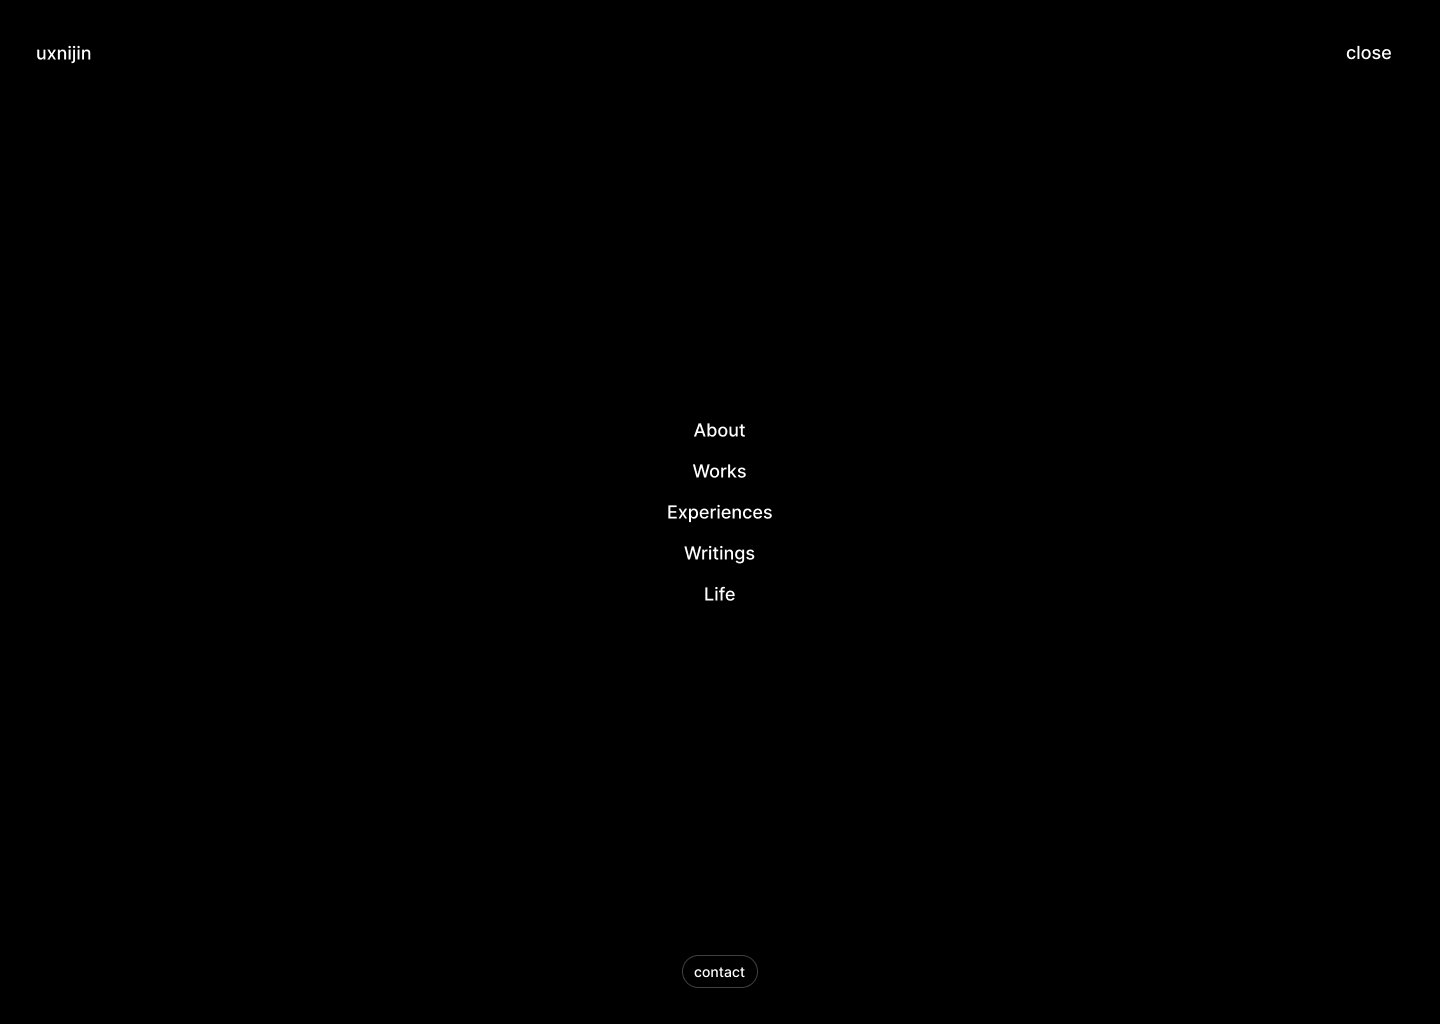 uxnijin
close
About
Works
Experiences
Writings
Life
contact